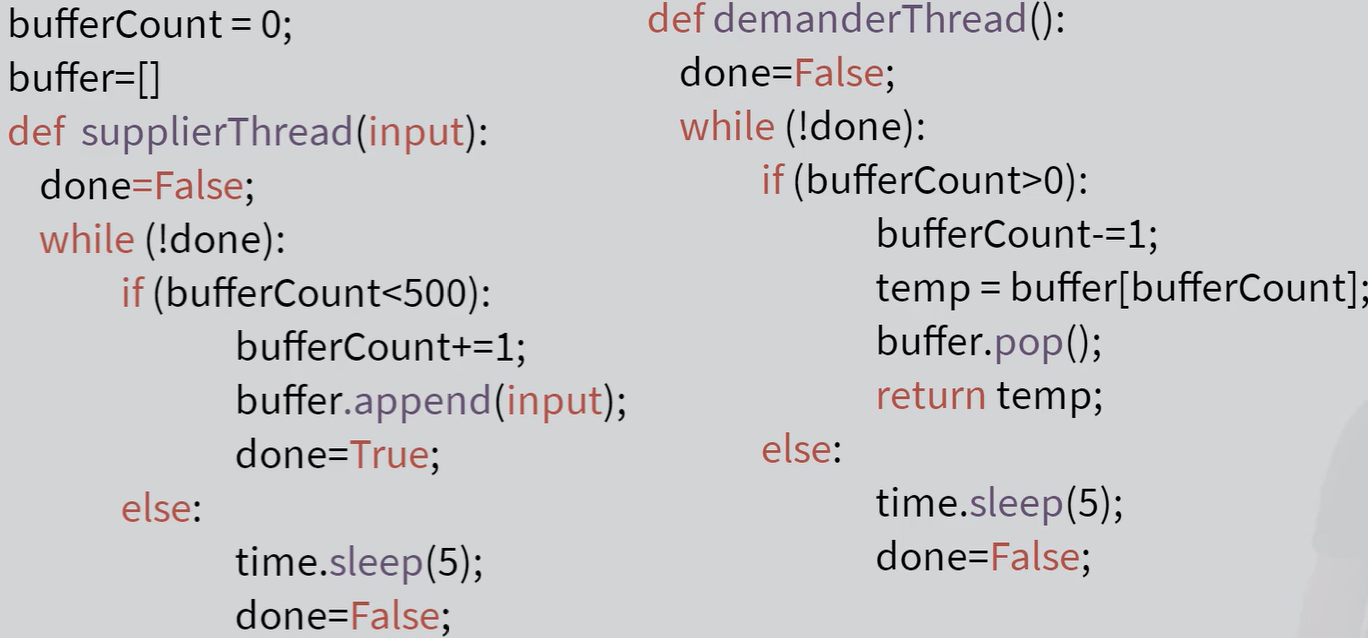 bufferCount = 0;
buffer=[]
def supplierThread(input):
done=False;
while (!done):
if (bufferCount<500):
bufferCount+=1;
buffer.append(input);
done=True;
else:
time.sleep(5);
done=False;
def demanderThread():
done=False;
while (!done):
if (bufferCount>0):
bufferCount-=1;
temp = buffer[bufferCount];
buffer.pop();
return temp;
else:
time.sleep(5);
done=False;